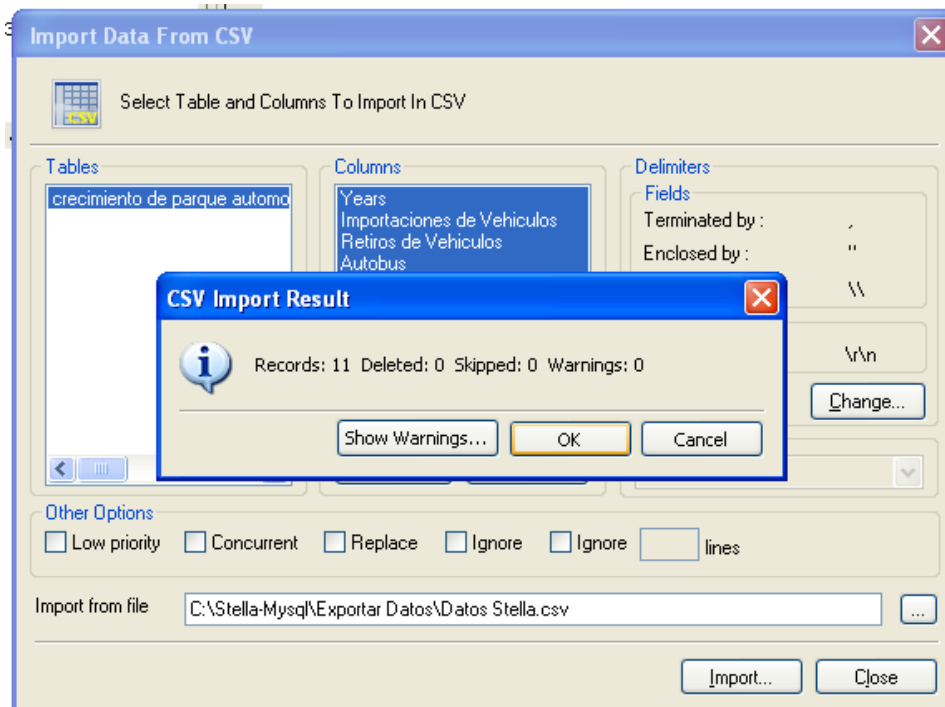 Import Data From CSV
Select Table and Columns To Import In CSV
Tables
crecimiento de parque automo
Columns
Years
Importaciones de Vehiculos
Retiros de Vehiculos
Autobus
Delimiters
Fields
Terminated by : ,
Enclosed by : "
\\
\r\n
Change...
CSV Import Result
Records: 11 Deleted: 0 Skipped: 0 Warnings: 0
Show Warnings... OK Cancel
Other Options
Low priority Concurrent Replace Ignore Ignore lines
Import from file C:\Stella-Mysql\Exportar Datos\Datos Stella.csv ...
Import... Close